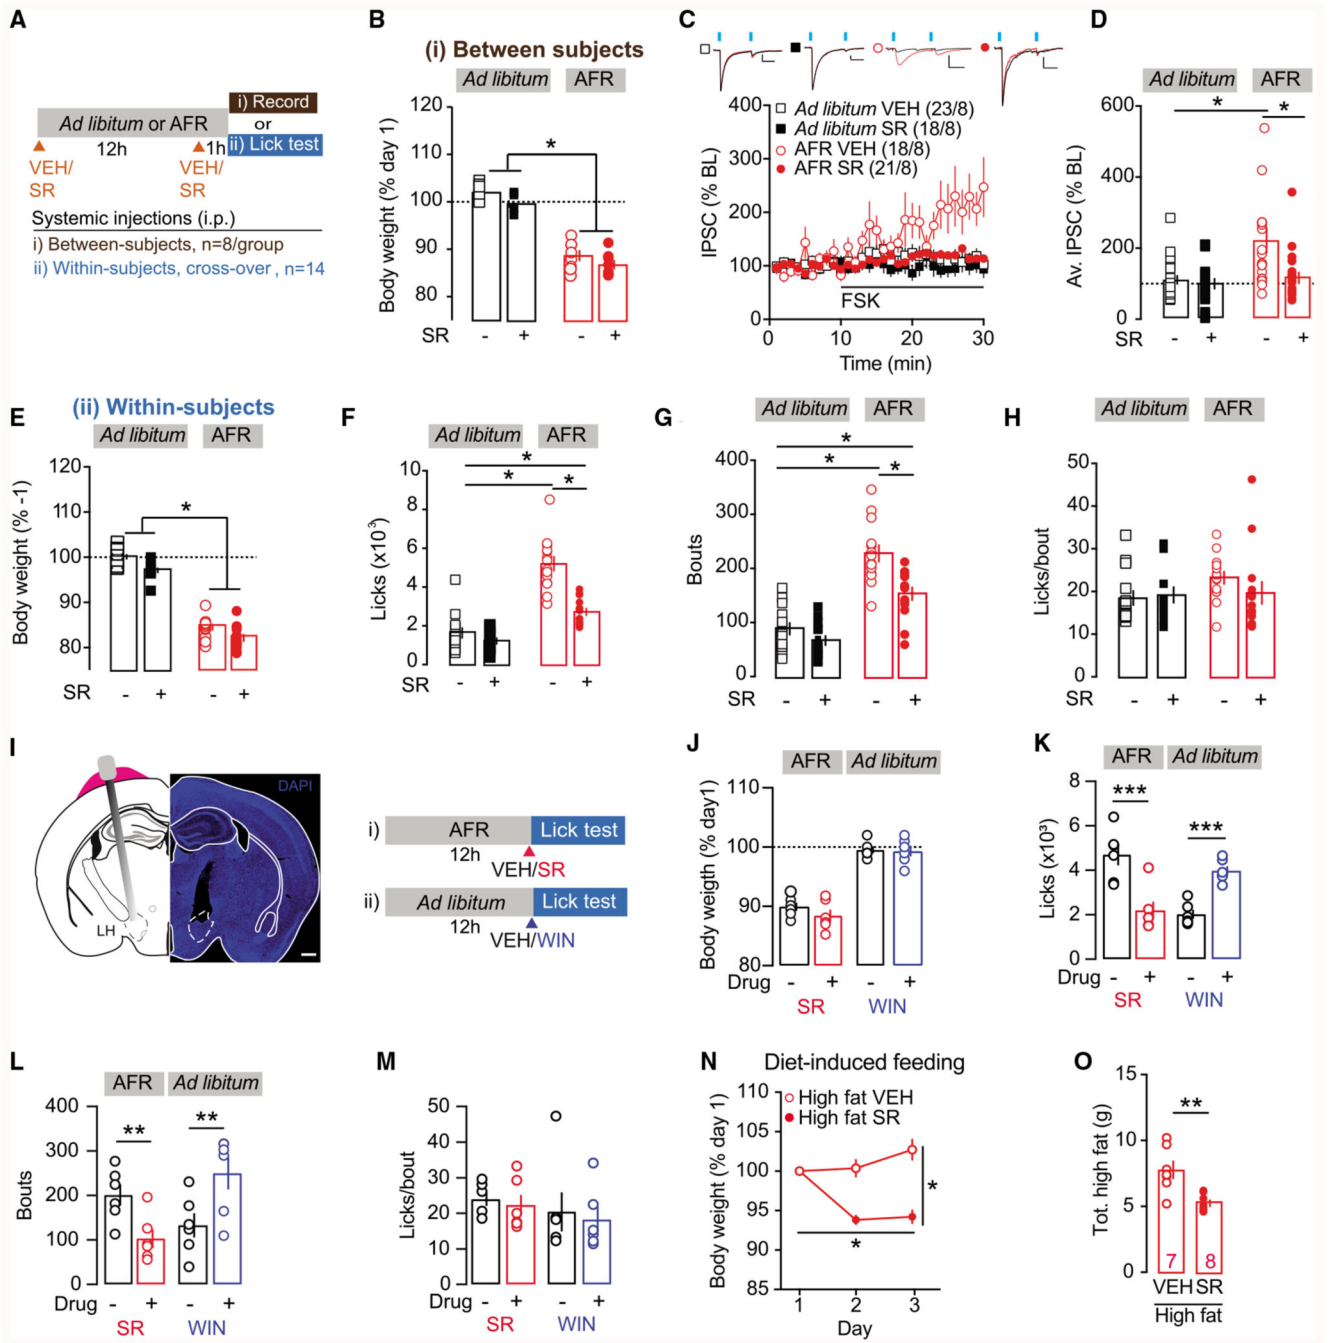 A
Ad libitum or AFR
i) Record
or
ii) Lick test
12h
1h
VEH/
SR
VEH/
SR
Systemic injections (i.p.)
i) Between-subjects, n=8/group
ii) Within-subjects, cross-over , n=14
B
(i) Between subjects
Ad libitum
AFR
Body weight (% day 1)
120
100
90
80
*
SR
-
+
-
+
C
Ad libitum VEH (23/8)
Ad libitum SR (18/8)
AFR VEH (18/8)
AFR SR (21/8)
IPSC (% BL)
400
300
200
100
0
FSK
0
10
20
30
Time (min)
D
Ad libitum
AFR
Av. IPSC (% BL)
600
400
200
0
*
*
SR
-
+
-
+
(ii) Within-subjects
E
Ad libitum
AFR
Body weight (% -1)
120
100
90
80
*
SR
-
+
-
+
F
Ad libitum
AFR
Licks (x10³)
10
8
6
4
2
0
*
*
*
SR
-
+
-
+
G
Ad libitum
AFR
Bouts
400
300
200
100
0
*
*
*
SR
-
+
-
+
H
Ad libitum
AFR
Licks/bout
50
40
30
20
10
0
SR
-
+
-
+
I
DAPI
LH
i)
AFR
Lick test
12h
VEH/SR
ii)
Ad libitum
Lick test
12h
VEH/WIN
J
AFR
Ad libitum
Body weigth (% day1)
110
100
90
80
Drug
-
+
-
+
SR
WIN
K
AFR
Ad libitum
Licks (x10³)
8
6
4
2
0
***
***
Drug
-
+
-
+
SR
WIN
L
AFR
Ad libitum
Bouts
400
300
200
100
0
**
**
Drug
-
+
-
+
SR
WIN
M
Licks/bout
50
40
30
20
10
0
Drug
-
+
-
+
SR
WIN
N
Diet-induced feeding
High fat VEH
High fat SR
Body weight (% day 1)
110
105
100
95
90
85
*
*
1
2
3
Day
O
Tot. high fat (g)
15
10
5
0
**
7
8
VEH SR
High fat